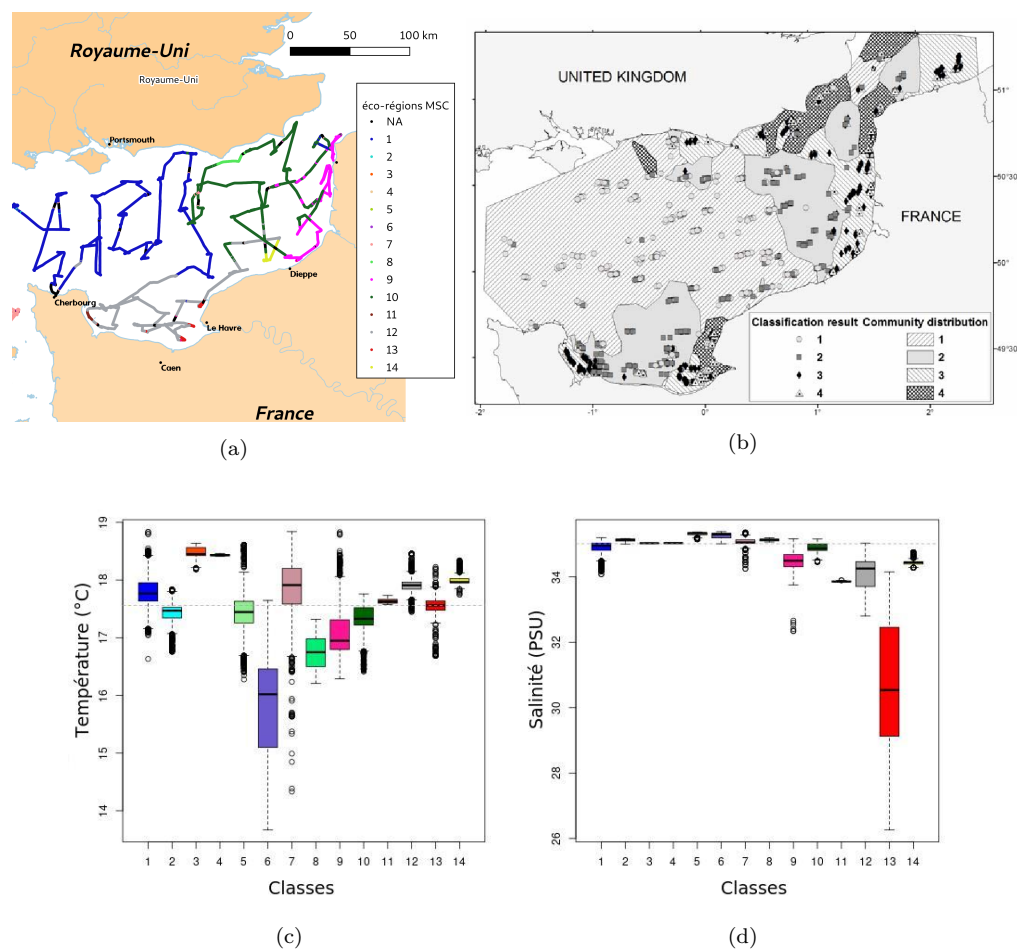 Royaume-Uni
0 50 100 km
Royaume-Uni
Portsmouth
Cherbourg
Dieppe
Le Havre
Caen
France
éco-régions MSC
NA
1
2
3
4
5
6
7
8
9
10
11
12
13
14
(a)
UNITED KINGDOM
FRANCE
51°
50°30
50°
49°30
Classification result Community distribution
1 1
2 2
3 3
4 4
-2° -1° 0° 1° 2°
(b)
Température (°C)
19
18
17
16
15
14
1 2 3 4 5 6 7 8 9 10 11 12 13 14
Classes
(c)
Salinité (PSU)
34
32
30
28
26
1 2 3 4 5 6 7 8 9 10 11 12 13 14
Classes
(d)